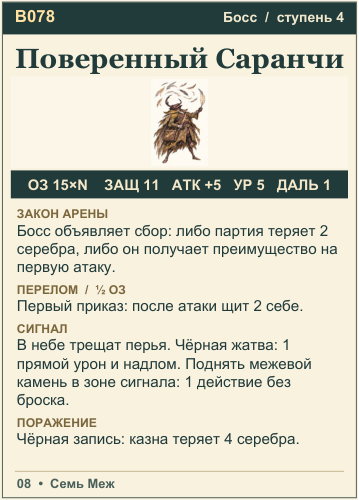 B078 Босс / ступень 4
Поверенный Саранчи
ОЗ 15×N ЗАЩ 11 АТК +5 УР 5 ДАЛЬ 1
ЗАКОН АРЕНЫ
Босс объявляет сбор: либо партия теряет 2
серебра, либо он получает преимущество на
первую атаку.
ПЕРЕЛОМ / ½ ОЗ
Первый приказ: после атаки щит 2 себе.
СИГНАЛ
В небе трещат перья. Чёрная жатва: 1
прямой урон и надлом. Поднять межевой
камень в зоне сигнала: 1 действие без
броска.
ПОРАЖЕНИЕ
Чёрная запись: казна теряет 4 серебра.
08 • Семь Меж